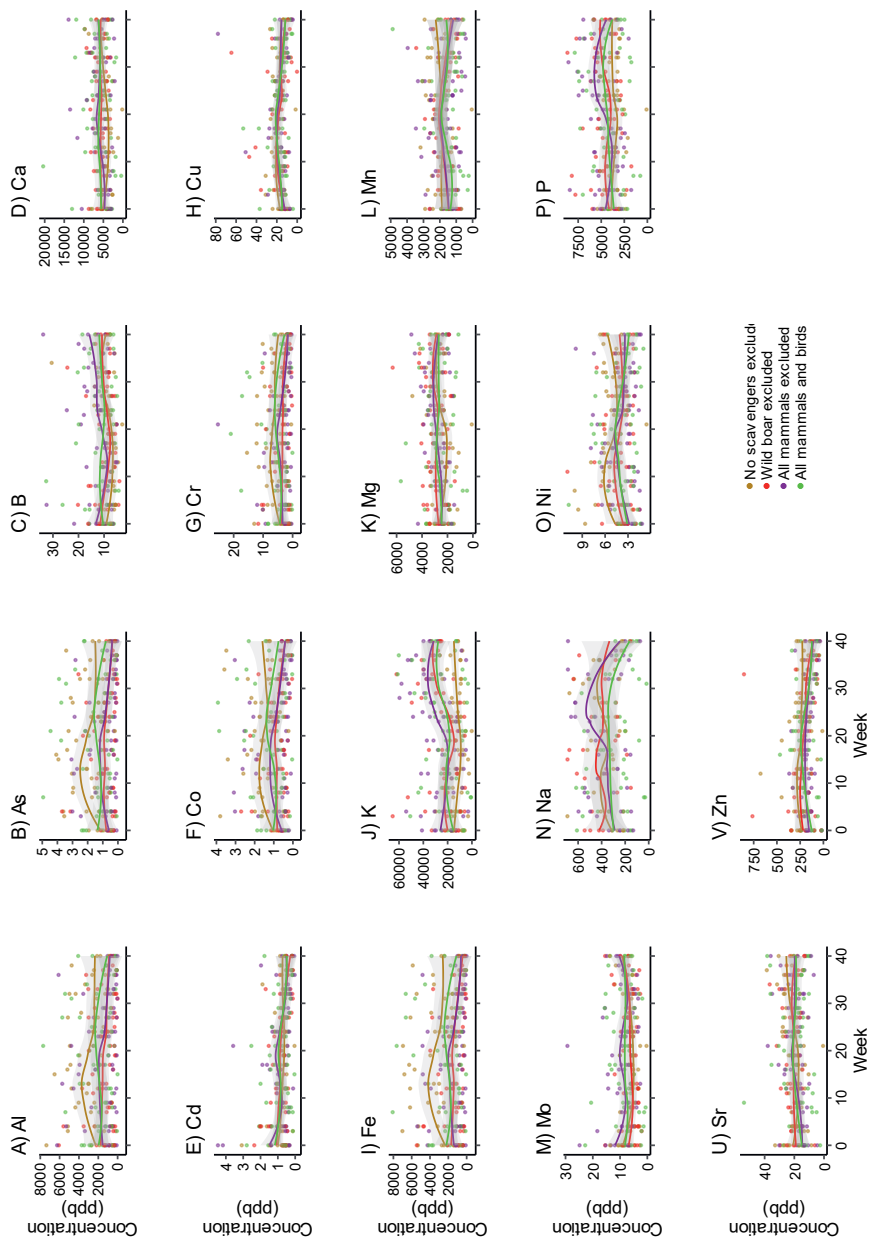 A) Al
8000
6000
4000
2000
0
B) As
5
4
3
2
1
0
C) B
30
20
10
D) Ca
20000
15000
10000
5000
0
E) Cd
4
3
2
1
0
F) Co
4
3
2
1
0
G) Cr
20
10
0
H) Cu
80
60
40
20
0
I) Fe
8000
6000
4000
2000
0
J) K
60000
40000
20000
0
K) Mg
6000
4000
2000
0
L) Mn
5000
4000
3000
2000
1000
0
M) Mo
30
20
10
0
N) Na
600
400
200
0
O) Ni
9
6
3
P) P
7500
5000
2500
0
U) Sr
40
20
0
V) Zn
750
500
250
0
Concentration
(ppb)
Concentration
(ppb)
Concentration
(ppb)
Concentration
(ppb)
Concentration
(ppb)
0 10 20 30 40
Week
0 10 20 30 40
Week
No scavengers exclud
Wild boar excluded
All mammals excluded
All mammals and birds